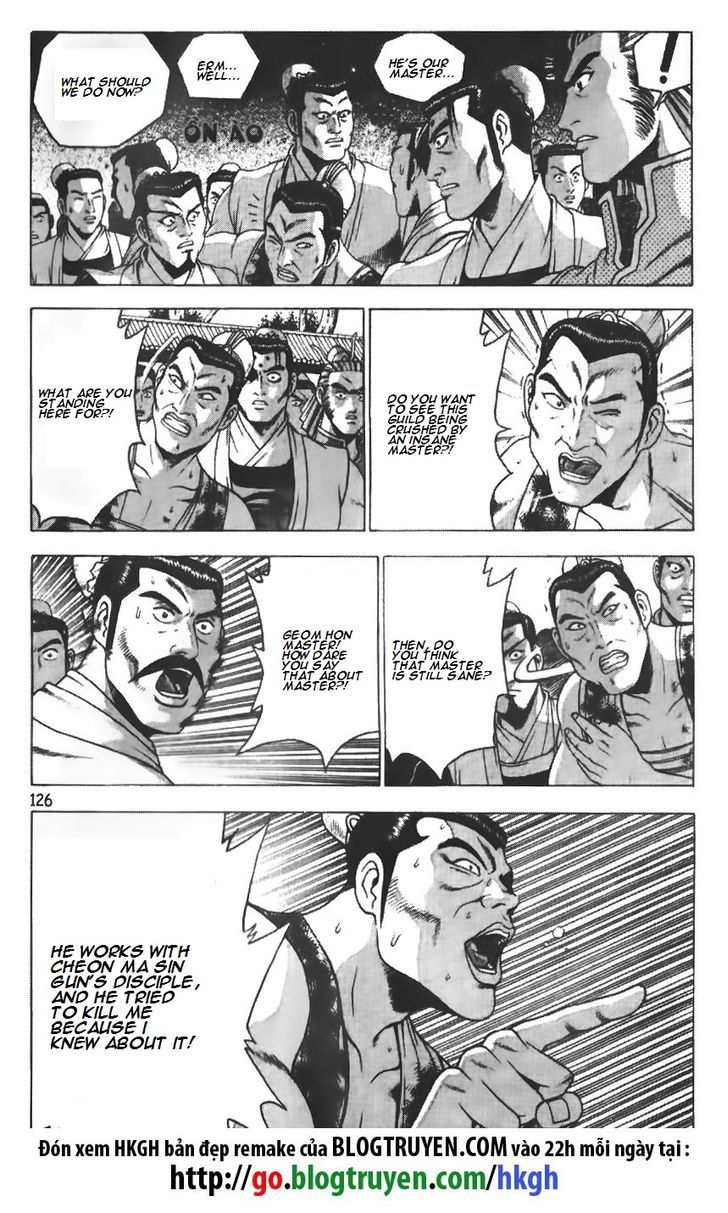 WHAT SHOULD
WE DO NOW?
ERM...
WELL...
HE'S OUR
MASTER...
!
ỒN ÀO
WHAT ARE YOU
STANDING
HERE FOR?!
DO YOU WANT
TO SEE THIS
GUILD BEING
CRUSHED BY
AN INSANE
MASTER?!
GEOM HON
MASTER!
HOW DARE
YOU SAY
THAT ABOUT
MASTER?!
THEN, DO
YOU THINK
THAT MASTER
IS STILL SANE?
126
HE WORKS WITH
CHEON MA SIN
GUN'S DISCIPLE,
AND HE TRIED
TO KILL ME
BECAUSE I
KNEW ABOUT IT!
Đón xem HKGH bản đẹp remake của BLOGTRUYEN.COM vào 22h mỗi ngày tại :
http://go.blogtruyen.com/hkgh